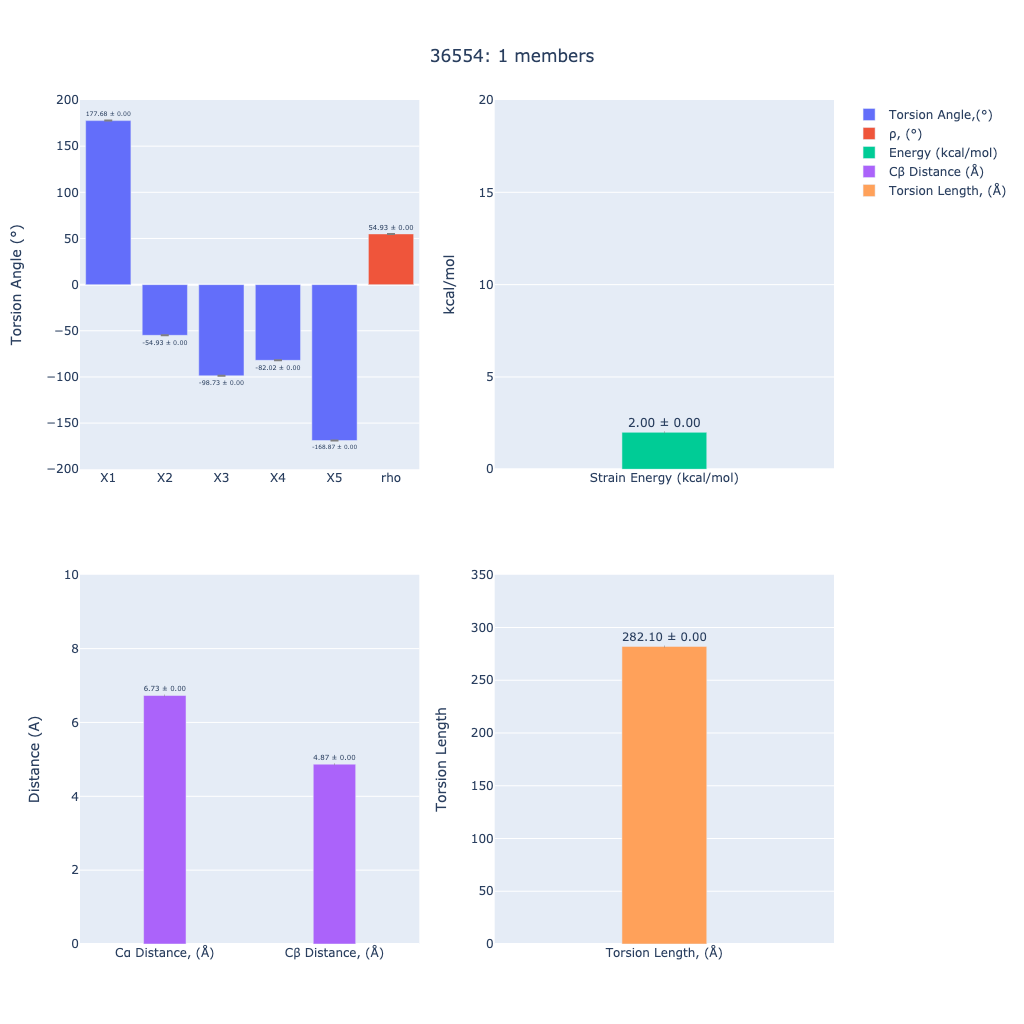 36554: 1 members
Torsion Angle (°)
200
150
100
50
0
−50
−100
−150
−200
177.68 ± 0.00
-54.93 ± 0.00
-98.73 ± 0.00
-82.02 ± 0.00
-168.87 ± 0.00
54.93 ± 0.00
X1 X2 X3 X4 X5 rho
kcal/mol
20
15
10
5
0
2.00 ± 0.00
Strain Energy (kcal/mol)
Torsion Angle,(°)
ρ, (°)
Energy (kcal/mol)
Cβ Distance (Å)
Torsion Length, (Å)
Distance (A)
10
8
6
4
2
0
6.73 ± 0.00
4.87 ± 0.00
Cα Distance, (Å) Cβ Distance, (Å)
Torsion Length
350
300
250
200
150
100
50
0
282.10 ± 0.00
Torsion Length, (Å)